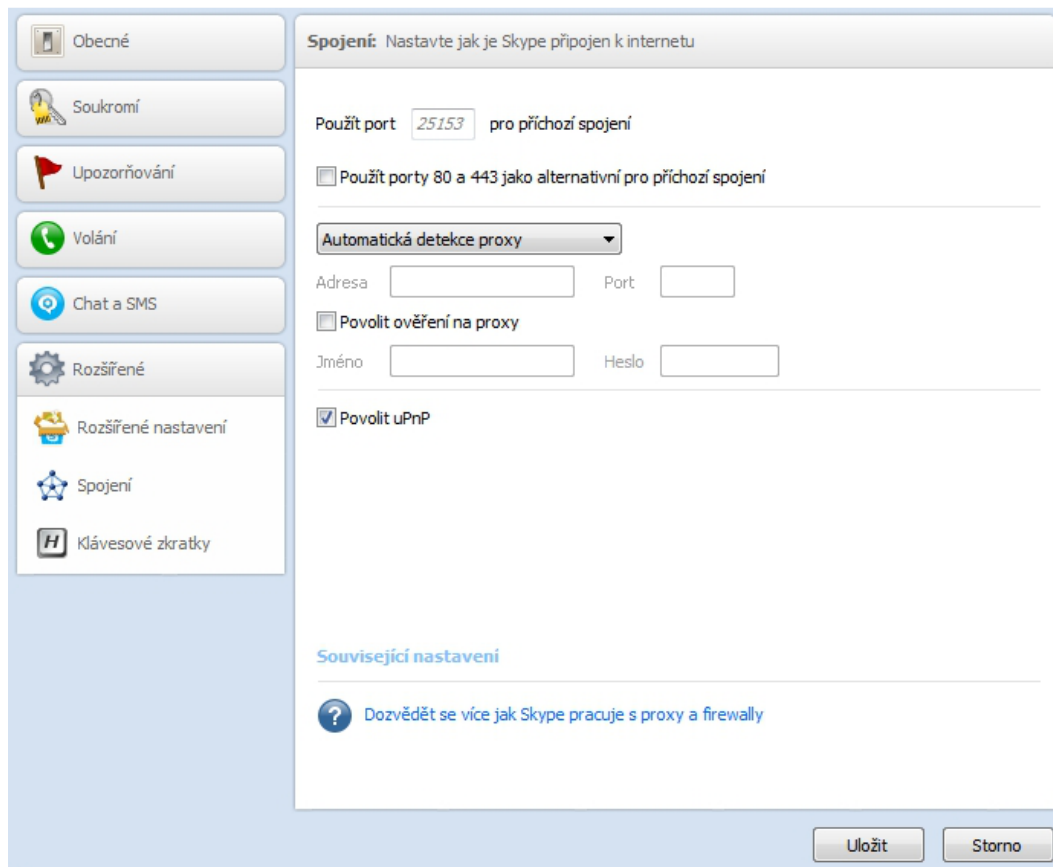 Obecné
Soukromí
Upozorňování
Volání
Chat a SMS
Rozšířené
Rozšířené nastavení
Spojení
H Klávesové zkratky
Spojení: Nastavte jak je Skype připojen k internetu
Použít port 25153 pro příchozí spojení
Použít porty 80 a 443 jako alternativní pro příchozí spojení
Automatická detekce proxy
Adresa Port
Povolit ověření na proxy
Jméno Heslo
Povolit uPnP
Související nastavení
? Dozvědět se více jak Skype pracuje s proxy a firewally
Uložit Storno